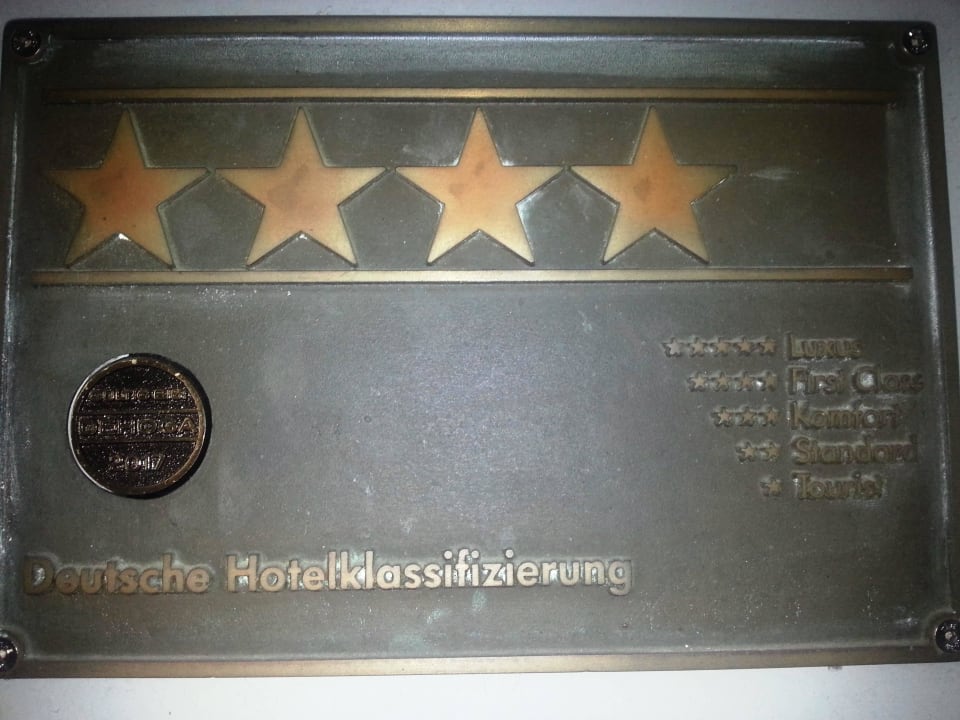 DEHOGA
2017
Luxus
First Class
Komfort
Standard
Tourist
Deutsche Hotelklassifizierung